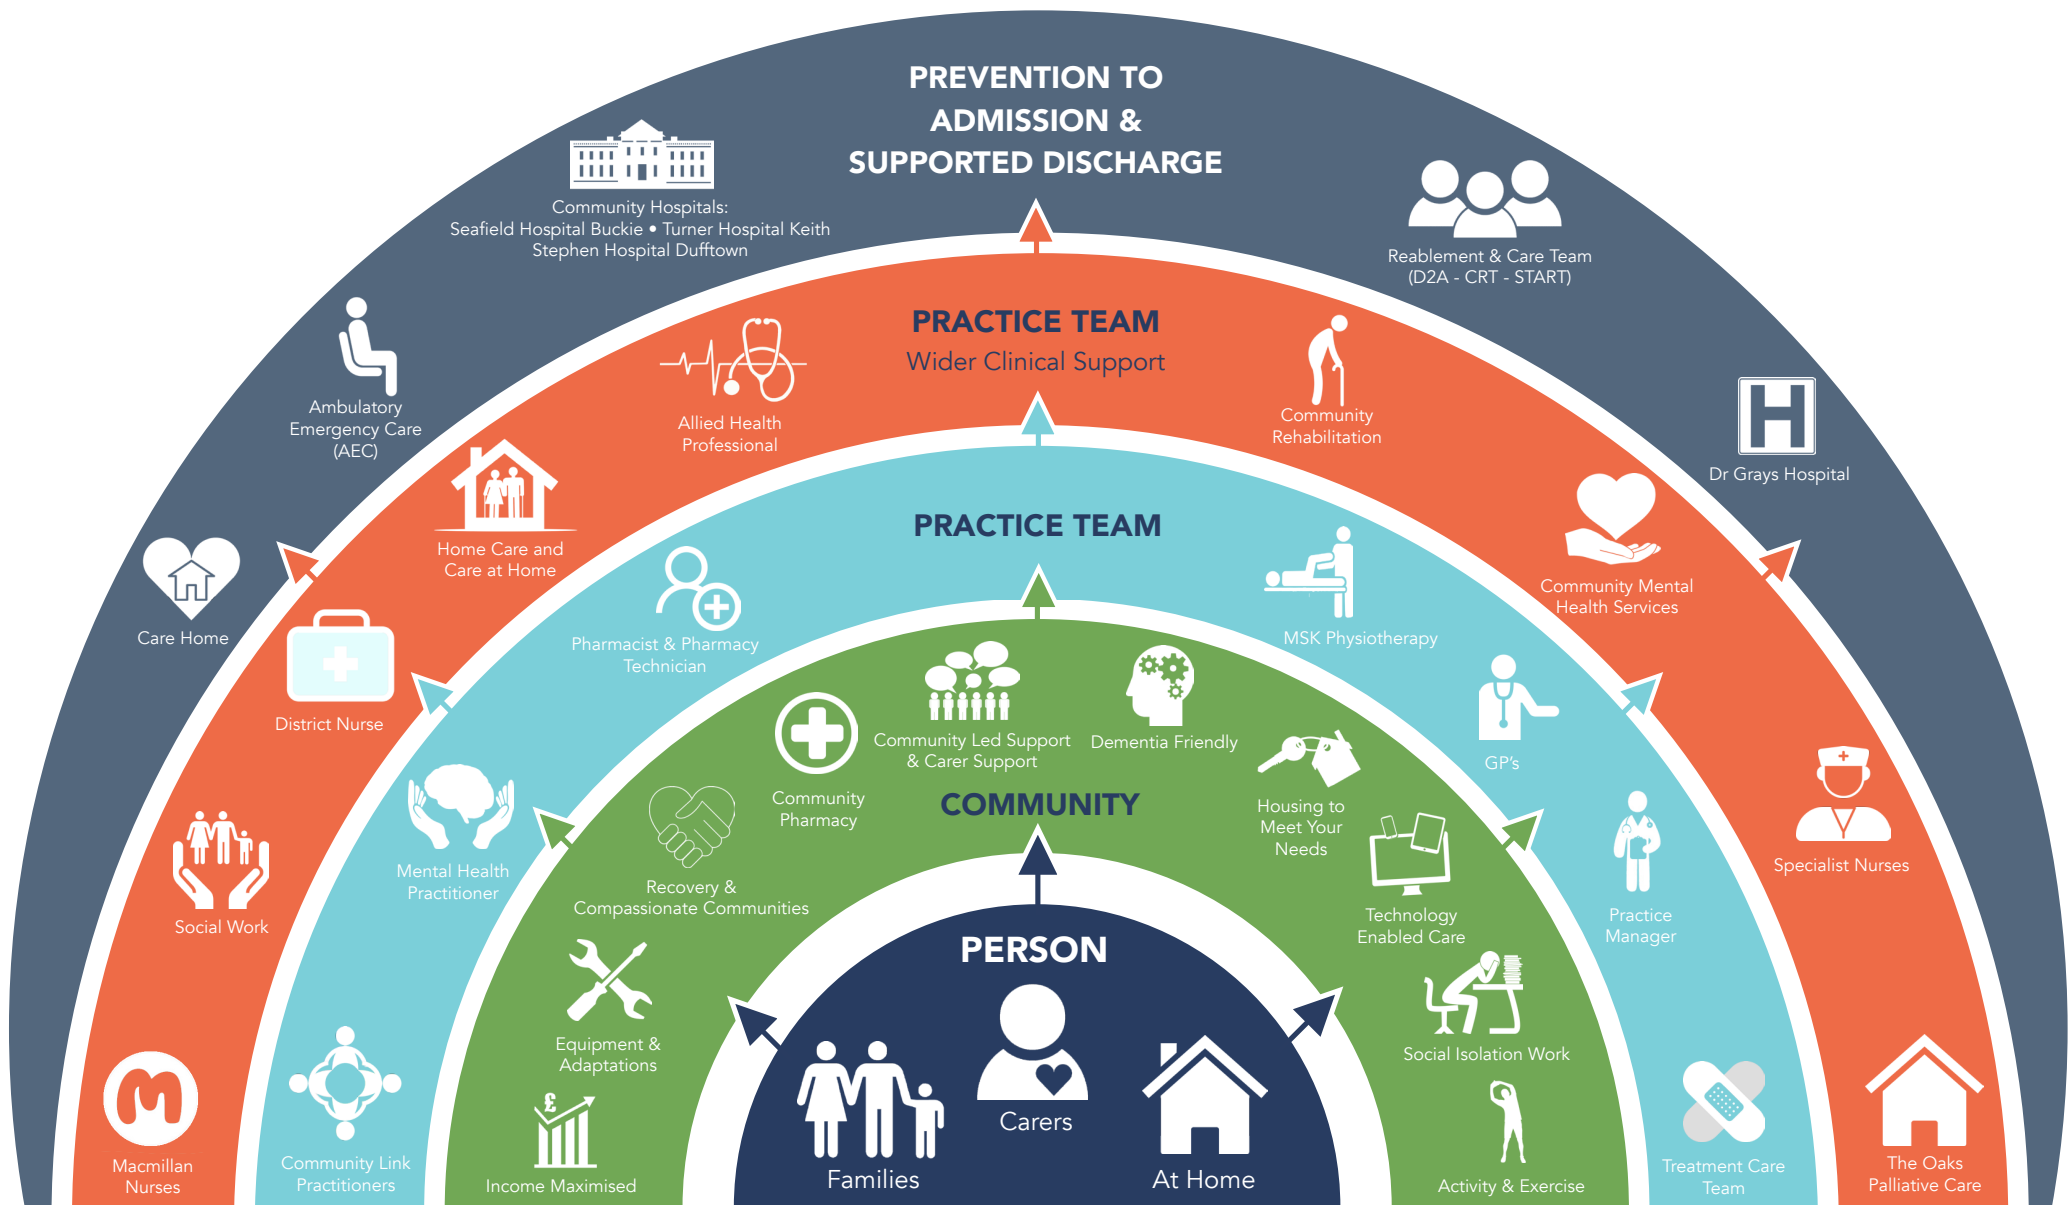 PREVENTION TO
ADMISSION &
SUPPORTED DISCHARGE
Community Hospitals:
Seafield Hospital Buckie • Turner Hospital Keith
Stephen Hospital Dufftown
Reablement & Care Team
(D2A - CRT - START)
Ambulatory
Emergency Care
(AEC)
H
Dr Grays Hospital
Care Home
PRACTICE TEAM
Wider Clinical Support
Allied Health
Professional
Community
Rehabilitation
Home Care and
Care at Home
Community Mental
Health Services
District Nurse
Social Work
Specialist Nurses
M
Macmillan
Nurses
The Oaks
Palliative Care
PRACTICE TEAM
Pharmacist & Pharmacy
Technician
MSK Physiotherapy
GP's
Mental Health
Practitioner
Practice
Manager
Community Link
Practitioners
Treatment Care
Team
Community Led Support
& Carer Support
Dementia Friendly
COMMUNITY
Community
Pharmacy
Housing to
Meet Your
Needs
Recovery &
Compassionate Communities
Technology
Enabled Care
Equipment &
Adaptations
Social Isolation Work
£
Income Maximised
Activity & Exercise
PERSON
Carers
Families
At Home